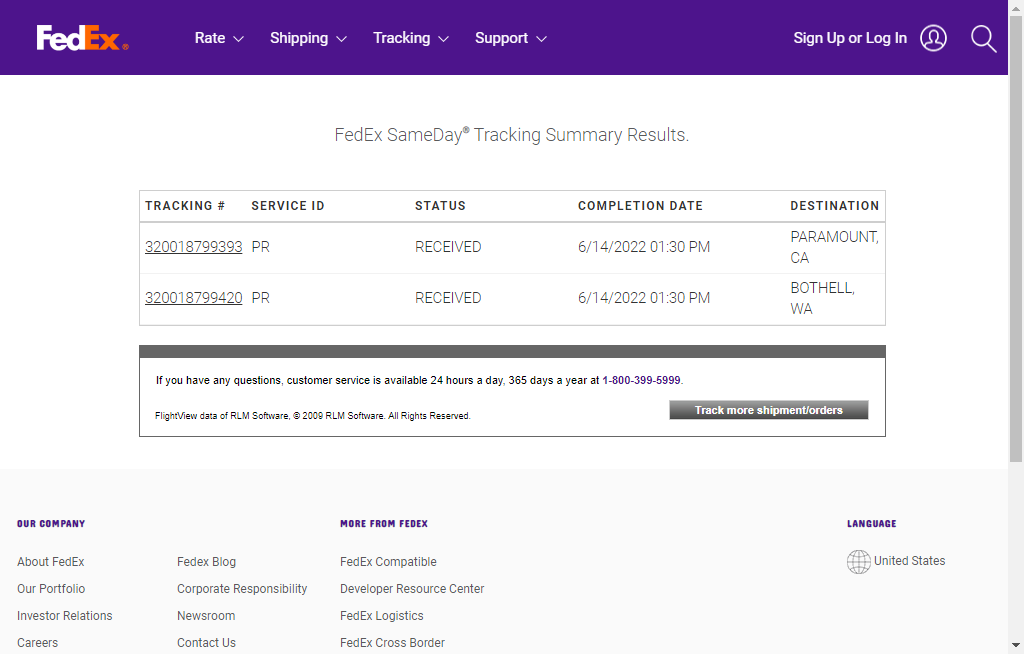 FedEx®
Rate
Shipping
Tracking
Support
Sign Up or Log In
FedEx SameDay® Tracking Summary Results.
TRACKING # SERVICE ID STATUS COMPLETION DATE DESTINATION
320018799393 PR RECEIVED 6/14/2022 01:30 PM PARAMOUNT,
CA
320018799420 PR RECEIVED 6/14/2022 01:30 PM BOTHELL,
WA
If you have any questions, customer service is available 24 hours a day, 365 days a year at 1-800-399-5999.
Track more shipment/orders
FlightView data of RLM Software, © 2009 RLM Software. All Rights Reserved.
OUR COMPANY
About FedEx
Our Portfolio
Investor Relations
Careers
Fedex Blog
Corporate Responsibility
Newsroom
Contact Us
MORE FROM FEDEX
FedEx Compatible
Developer Resource Center
FedEx Logistics
FedEx Cross Border
LANGUAGE
United States